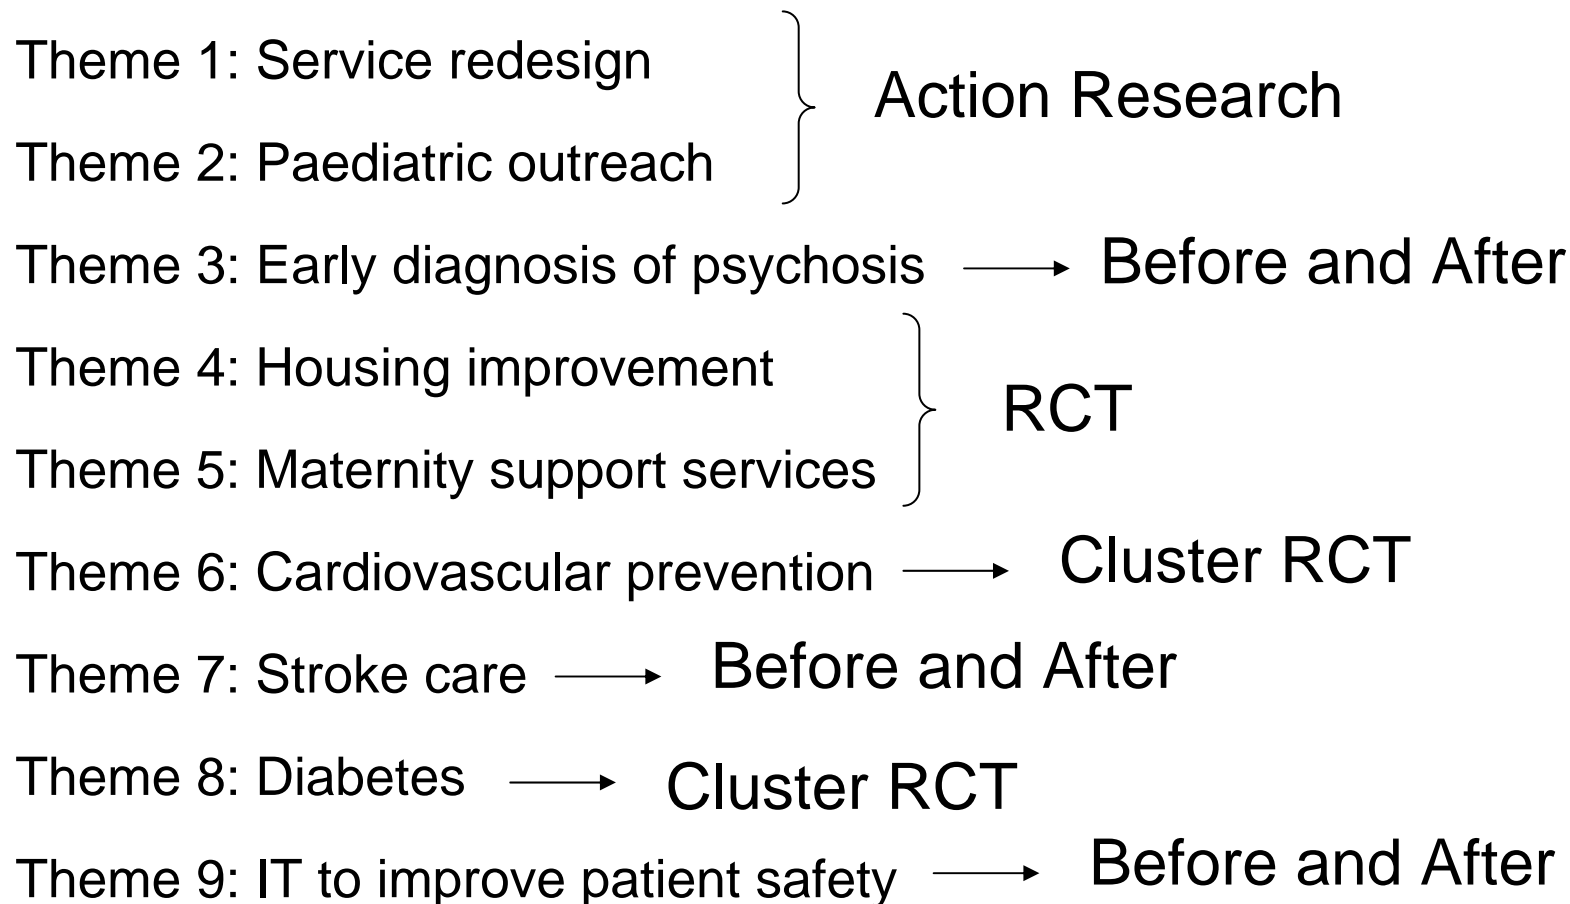 Theme 1: Service redesign
Theme 2: Paediatric outreach
Action Research
Theme 3: Early diagnosis of psychosis Before and After
Theme 4: Housing improvement
Theme 5: Maternity support services
RCT
Theme 6: Cardiovascular prevention Cluster RCT
Theme 7: Stroke care Before and After
Theme 8: Diabetes Cluster RCT
Theme 9: IT to improve patient safety Before and After